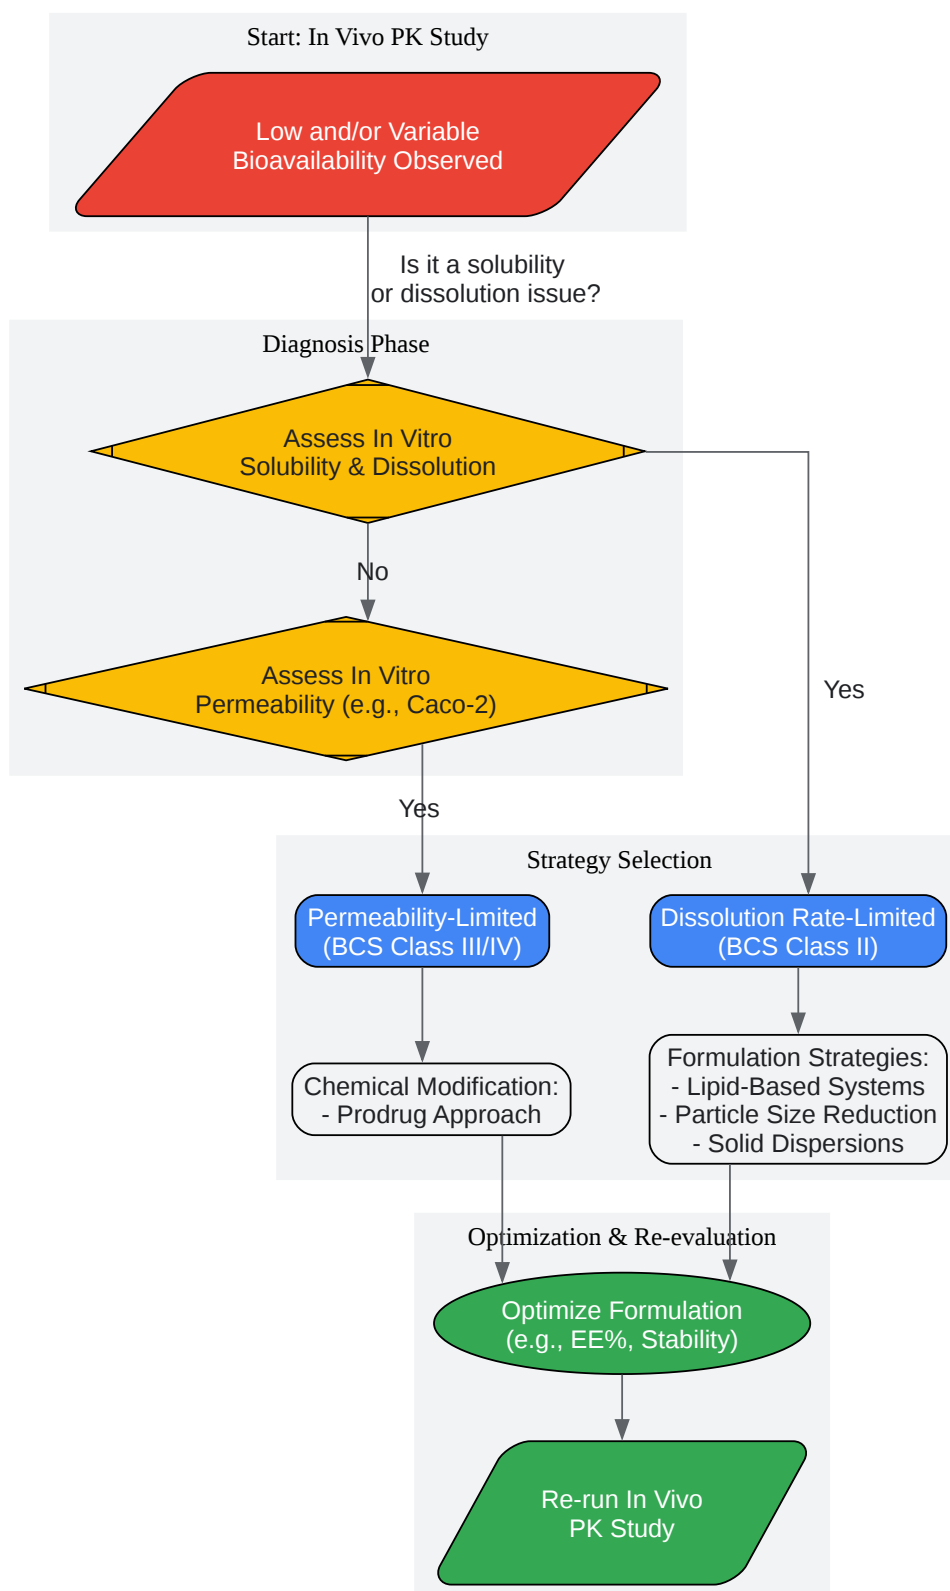 Start: In Vivo PK Study
Low and/or Variable
Bioavailability Observed
Is it a solubility
or dissolution issue?
Diagnosis Phase
Assess In Vitro
Solubility & Dissolution
No
Assess In Vitro
Permeability (e.g., Caco-2)
Yes
Yes
Strategy Selection
Permeability-Limited
(BCS Class III/IV)
Dissolution Rate-Limited
(BCS Class II)
Chemical Modification:
- Prodrug Approach
Formulation Strategies:
- Lipid-Based Systems
- Particle Size Reduction
- Solid Dispersions
Optimization & Re-evaluation
Optimize Formulation
(e.g., EE%, Stability)
Re-run In Vivo
PK Study